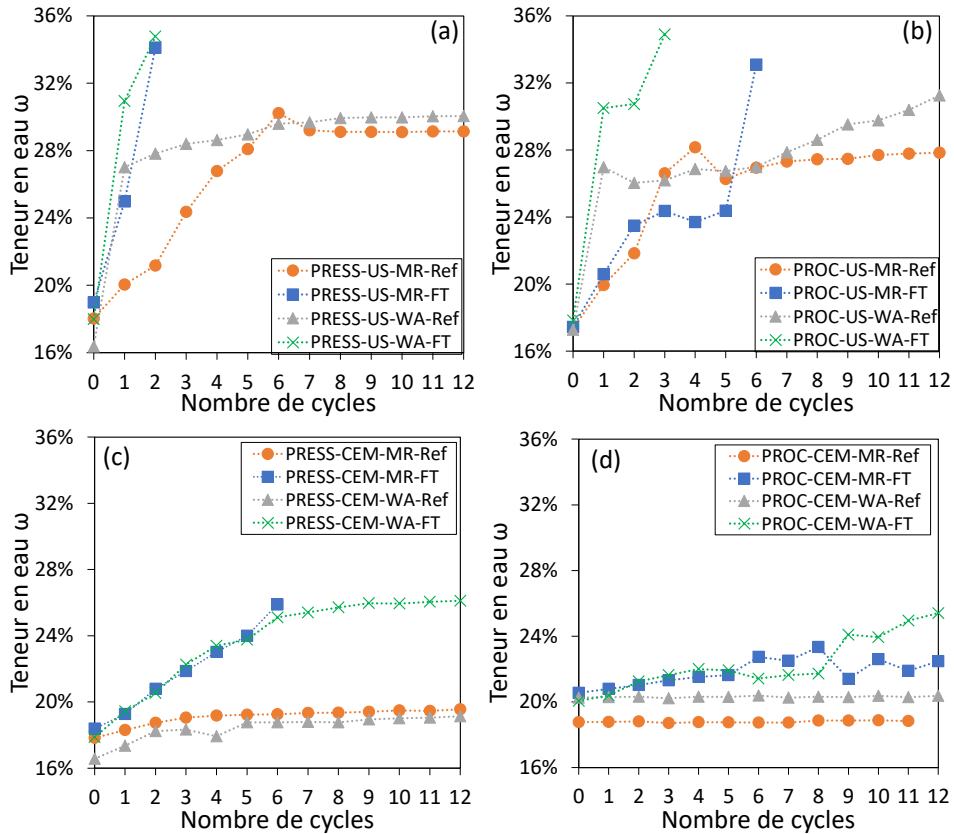 (a)
36%
32%
28%
24%
20%
16%
Teneur en eau ω
PRESS-US-MR-Ref
PRESS-US-MR-FT
PRESS-US-WA-Ref
PRESS-US-WA-FT
0 1 2 3 4 5 6 7 8 9 10 11 12
Nombre de cycles
(b)
36%
32%
28%
24%
20%
16%
Teneur en eau ω
PROC-US-MR-Ref
PROC-US-MR-FT
PROC-US-WA-Ref
PROC-US-WA-FT
0 1 2 3 4 5 6 7 8 9 10 11 12
Nombre de cycles
(c)
36%
32%
28%
24%
20%
16%
Teneur en eau ω
PRESS-CEM-MR-Ref
PRESS-CEM-MR-FT
PRESS-CEM-WA-Ref
PRESS-CEM-WA-FT
0 1 2 3 4 5 6 7 8 9 10 11 12
Nombre de cycles
(d)
36%
32%
28%
24%
20%
16%
Teneur en eau ω
PROC-CEM-MR-Ref
PROC-CEM-MR-FT
PROC-CEM-WA-Ref
PROC-CEM-WA-FT
0 1 2 3 4 5 6 7 8 9 10 11 12
Nombre de cycles